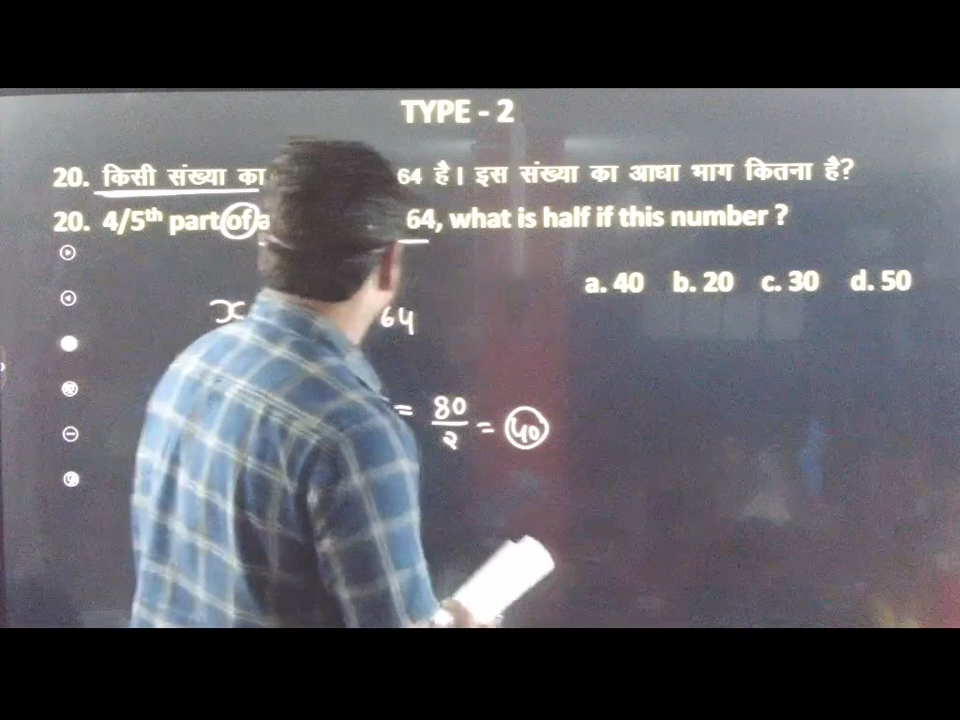 TYPE - 2
20. किसी संख्या का 64 है। इस संख्या का आधा भाग कितना है?
20. 4/5th part of a 64, what is half if this number ?
a. 40 b. 20 c. 30 d. 50
x 64
= 80/2 = 40